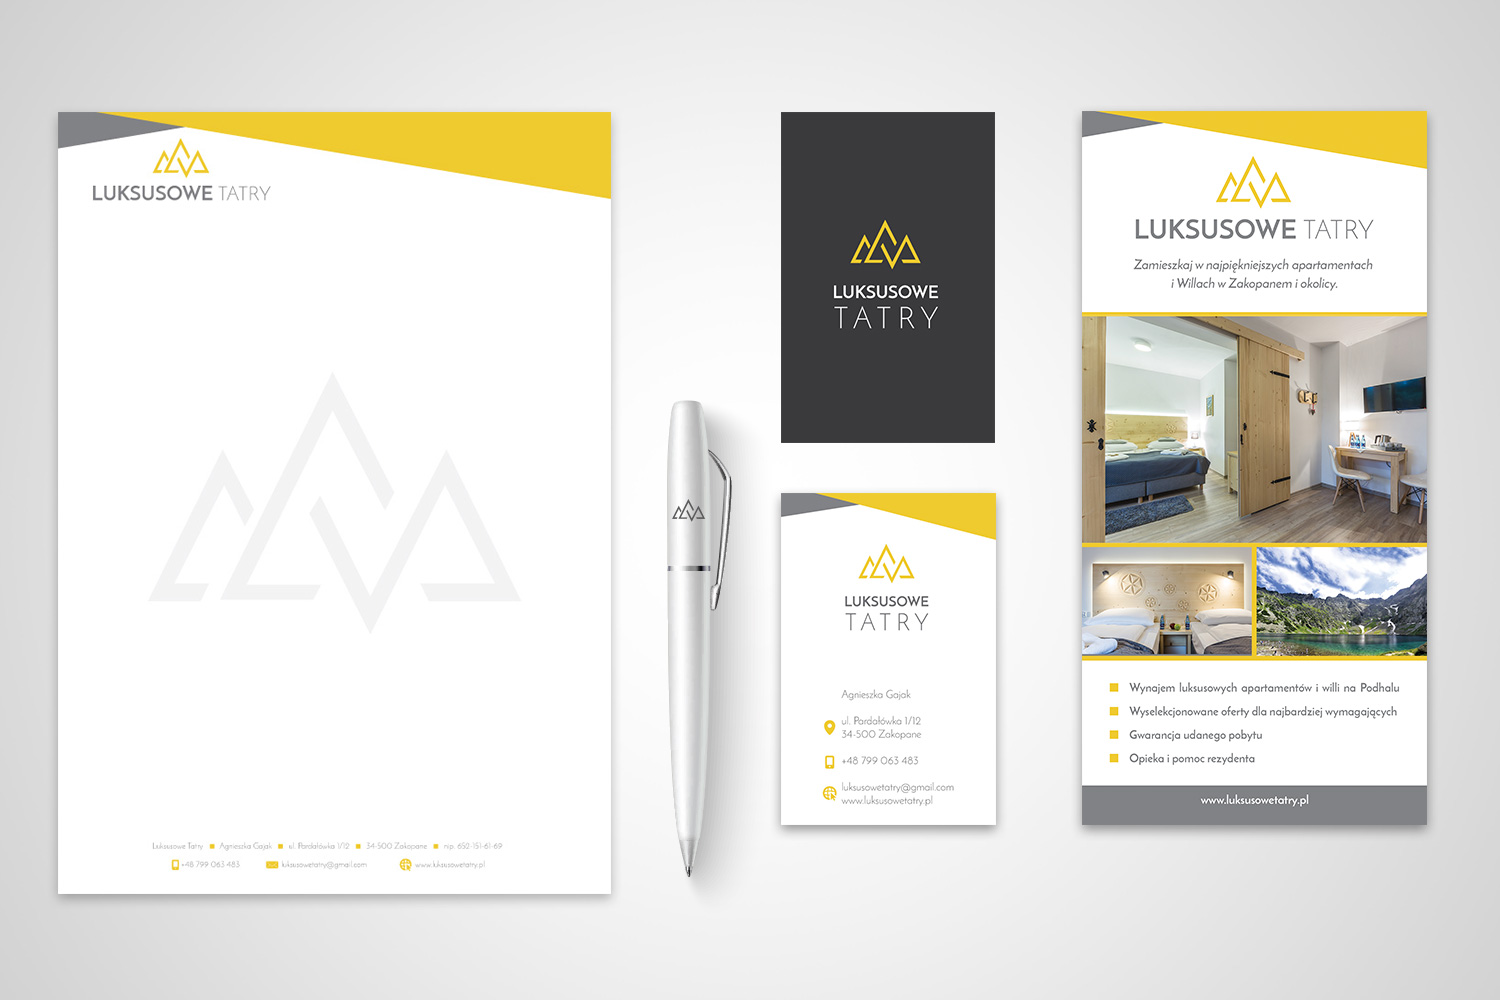 LUKSUSOWE TATRY
Luksusowe Tatry ■ Agnieszka Gajak ■ ul. Pardałówka 1/12 ■ 34-500 Zakopane ■ nip. 652-151-61-69
+48 799 063 483 luksusowetatry@gmail.com www.luksusowetatry.pl
LUKSUSOWE
TATRY
LUKSUSOWE
TATRY
Agnieszka Gajak
ul. Pardałówka 1/12
34-500 Zakopane
+48 799 063 483
luksusowetatry@gmail.com
www.luksusowetatry.pl
LUKSUSOWE TATRY
Zamieszkaj w najpiękniejszych apartamentach
i Willach w Zakopanem i okolicy.
Wynajem luksusowych apartamentów i willi na Podhalu
Wyselekcjonowane oferty dla najbardziej wymagających
Gwarancja udanego pobytu
Opieka i pomoc rezydenta
www.luksusowetatry.pl